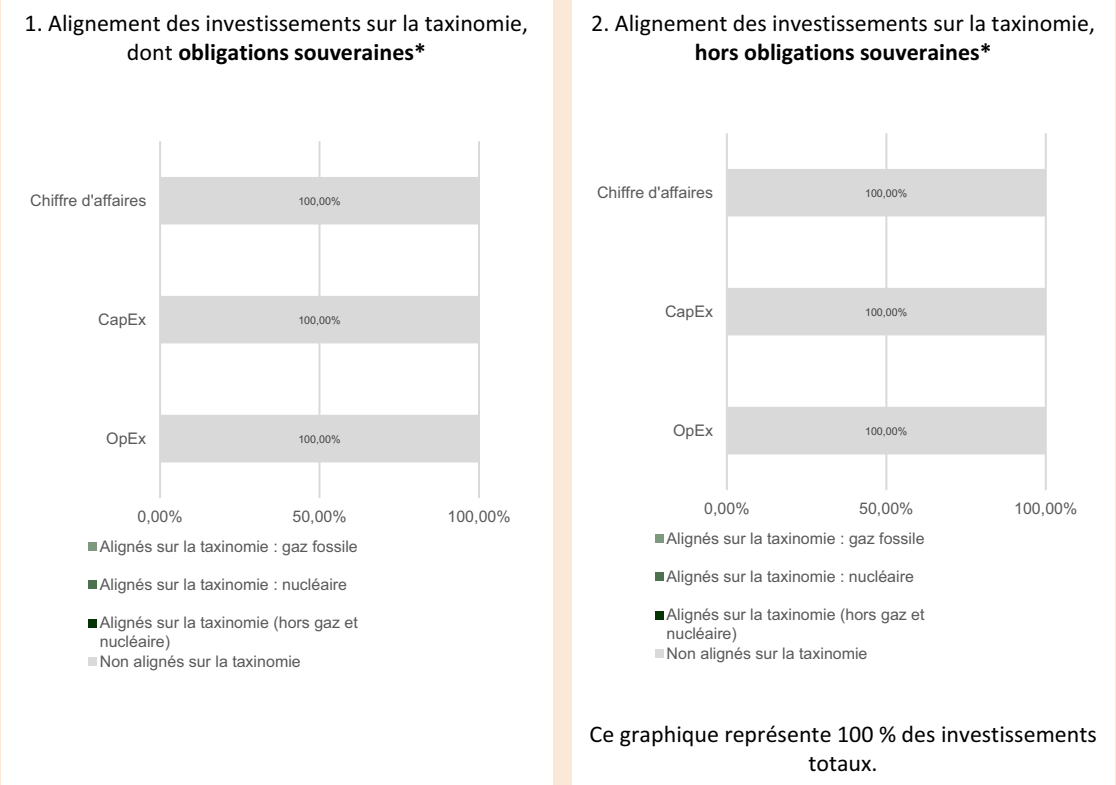 1. Alignement des investissements sur la taxinomie,
dont obligations souveraines*
Chiffre d'affaires
100,00%
CapEx
100,00%
OpEx
100,00%
0,00%
50,00%
100,00%
Alignés sur la taxinomie : gaz fossile
Alignés sur la taxinomie : nucléaire
Alignés sur la taxinomie (hors gaz et
nucléaire)
Non alignés sur la taxinomie
2. Alignement des investissements sur la taxinomie,
hors obligations souveraines*
Chiffre d'affaires
100,00%
CapEx
100,00%
OpEx
100,00%
0,00%
50,00%
100,00%
Alignés sur la taxinomie : gaz fossile
Alignés sur la taxinomie : nucléaire
Alignés sur la taxinomie (hors gaz et
nucléaire)
Non alignés sur la taxinomie
Ce graphique représente 100 % des investissements
totaux.